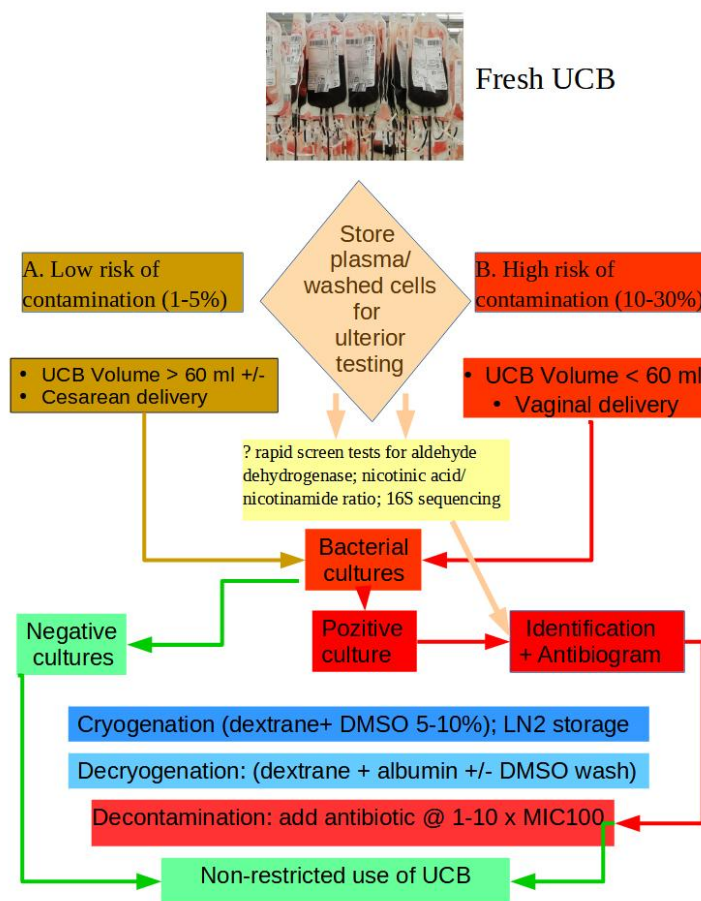 Fresh UCB
Store
plasma/
washed cells
for
ulterior
testing
A. Low risk of
contamination (1-5%)
B. High risk of
contamination (10-30%)
• UCB Volume > 60 ml +/-
• Cesarean delivery
• UCB Volume < 60 ml
• Vaginal delivery
? rapid screen tests for aldehyde
dehydrogenase; nicotinic acid/
nicotinamide ratio; 16S sequencing
Bacterial
cultures
Negative
cultures
Pozitive
culture
Identification
+ Antibiogram
Cryogenation (dextrane+ DMSO 5-10%); LN2 storage
Decryogenation: (dextrane + albumin +/- DMSO wash)
Decontamination: add antibiotic @ 1-10 x MIC100
Non-restricted use of UCB